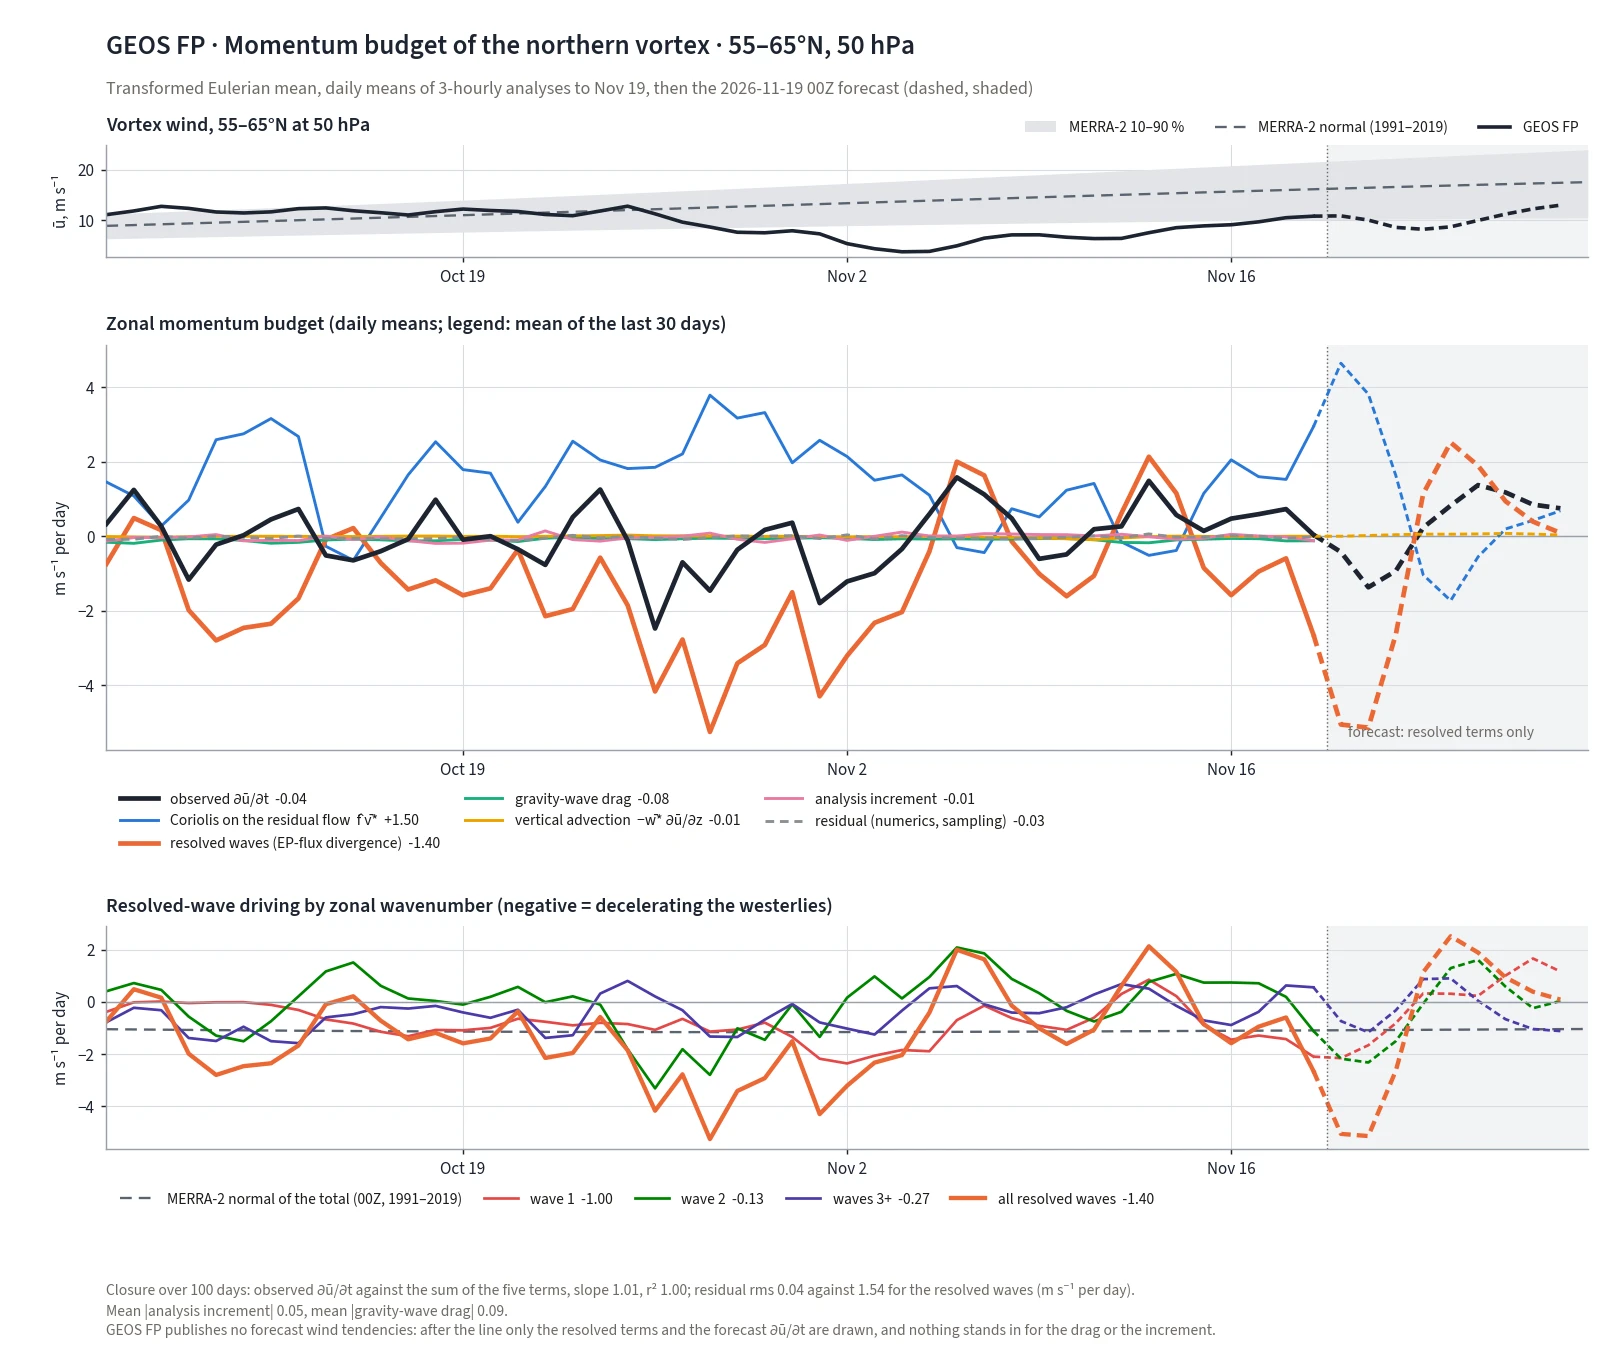 GEOS FP · Momentum budget of the northern vortex · 55–65°N, 50 hPa
Transformed Eulerian mean, daily means of 3-hourly analyses to Nov 19, then the 2026-11-19 00Z forecast (dashed, shaded)
Vortex wind, 55–65°N at 50 hPa
MERRA-2 10–90 %
MERRA-2 normal (1991–2019)
GEOS FP
ū, m s⁻¹
20
10
Oct 19
Nov 2
Nov 16
Zonal momentum budget (daily means; legend: mean of the last 30 days)
m s⁻¹ per day
4
2
0
−2
−4
forecast: resolved terms only
Oct 19
Nov 2
Nov 16
observed ∂ū/∂t -0.04
Coriolis on the residual flow f v̄* +1.50
resolved waves (EP-flux divergence) -1.40
gravity-wave drag -0.08
vertical advection −w̄* ∂ū/∂z -0.01
analysis increment -0.01
residual (numerics, sampling) -0.03
Resolved-wave driving by zonal wavenumber (negative = decelerating the westerlies)
m s⁻¹ per day
2
0
−2
−4
Oct 19
Nov 2
Nov 16
MERRA-2 normal of the total (00Z, 1991–2019)
wave 1 -1.00
wave 2 -0.13
waves 3+ -0.27
all resolved waves -1.40
Closure over 100 days: observed ∂ū/∂t against the sum of the five terms, slope 1.01, r² 1.00; residual rms 0.04 against 1.54 for the resolved waves (m s⁻¹ per day).
Mean |analysis increment| 0.05, mean |gravity-wave drag| 0.09.
GEOS FP publishes no forecast wind tendencies: after the line only the resolved terms and the forecast ∂ū/∂t are drawn, and nothing stands in for the drag or the increment.